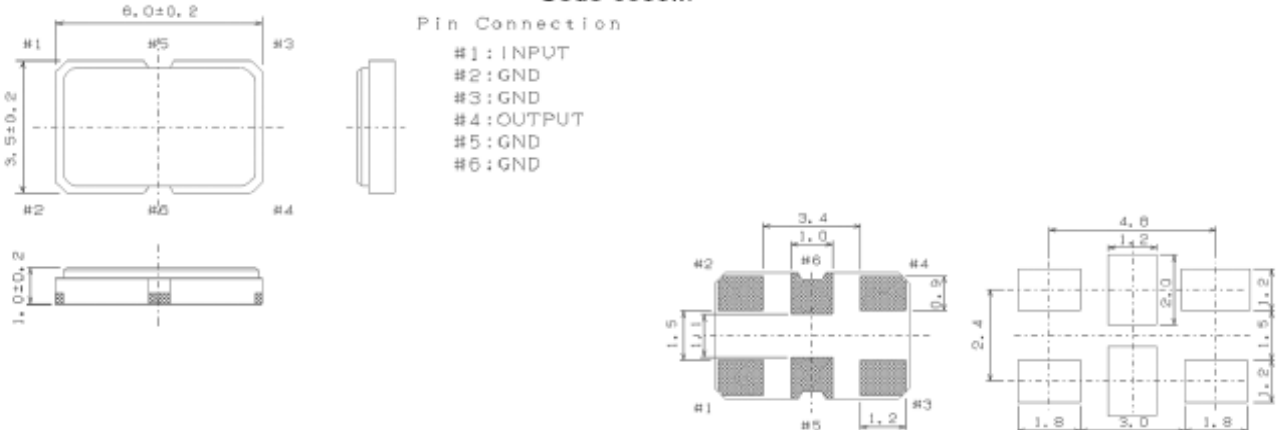 6.0±0.2
Pin Connection
#1 #5 #3
#1:INPUT
#2:GND
#3:GND
#4:OUTPUT
#5:GND
#6:GND
3.5±0.2
#2 #6 #4
1.0±0.2
3.4
1.0
#2 #6 #4
0.9
1.5
1.1
#1 #5 #3
1.2
4.8
1.2
2.0
1.2
2.4
1.5
1.2
1.8 3.0 1.8